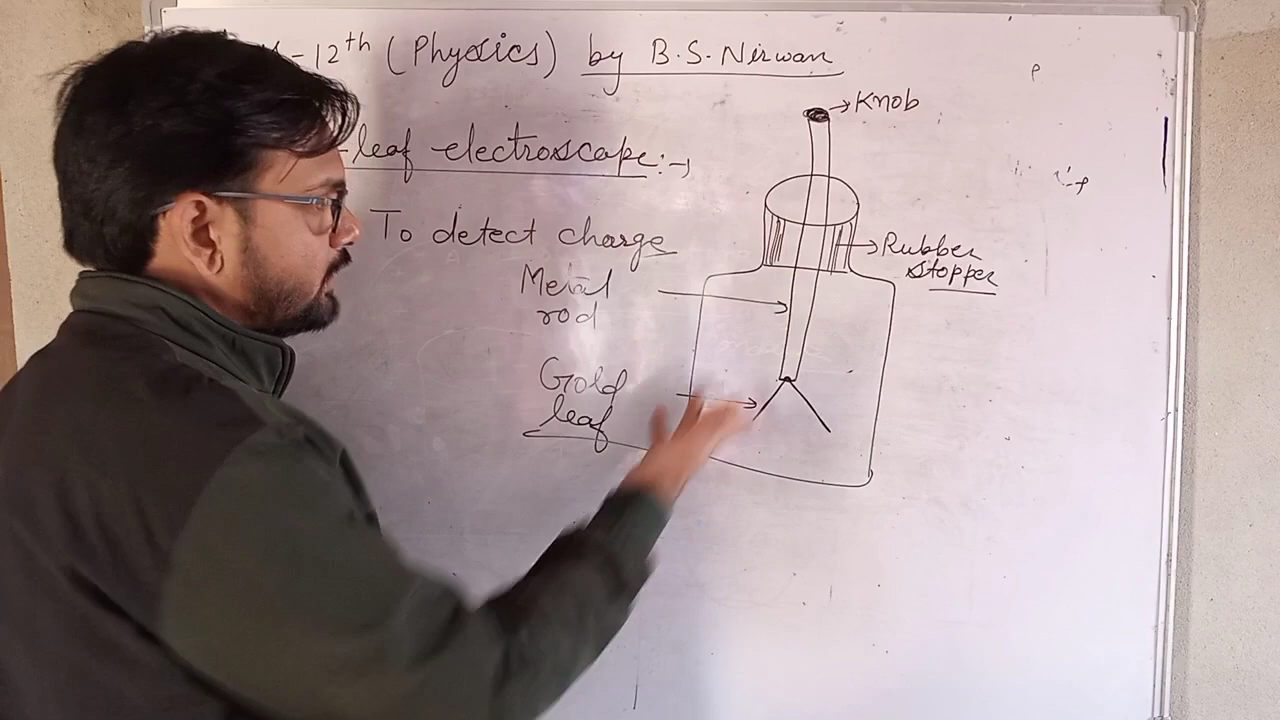 -12th (Physics) by B.S. Nirwan
Knob
-leaf electroscope:→
To detect charge
Rubber
stopper
Metal
rod
Gold
leaf